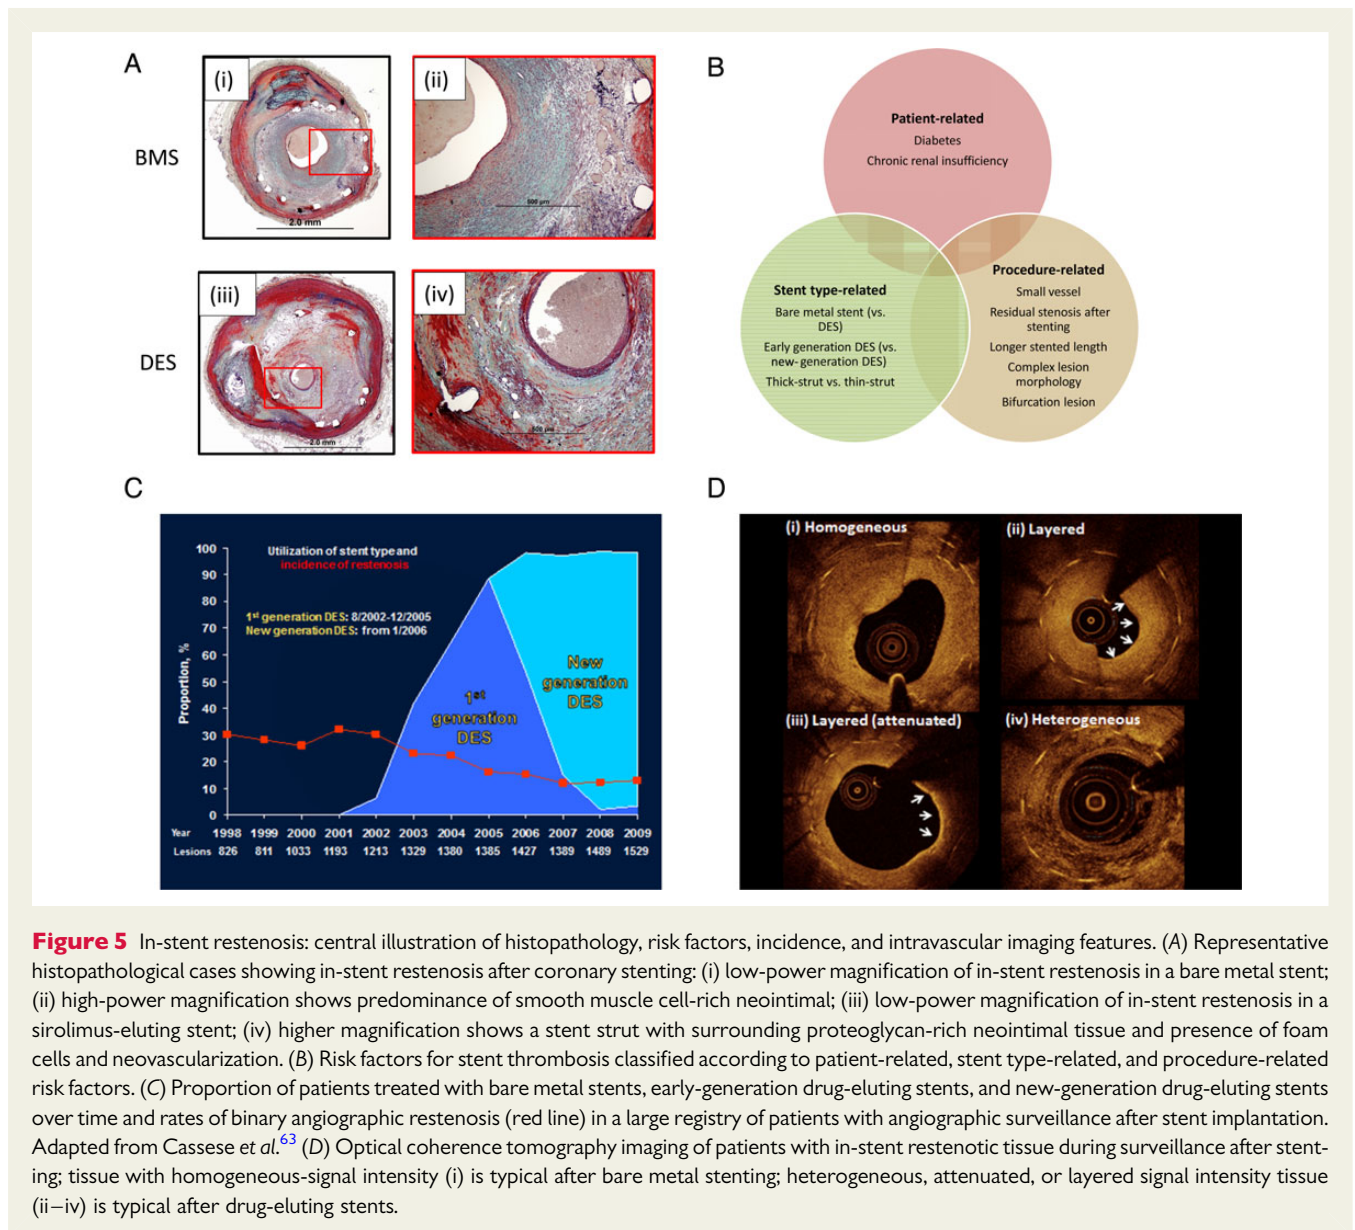 A
(i)
(ii)
BMS
2.0 mm
500 µm
(iii)
(iv)
DES
2.0 mm
500 µm
B
Patient-related
Diabetes
Chronic renal insufficiency
Stent type-related
Bare metal stent (vs.
DES)
Early generation DES (vs.
new-generation DES)
Thick-strut vs. thin-strut
Procedure-related
Small vessel
Residual stenosis after
stenting
Longer stented length
Complex lesion
morphology
Bifurcation lesion
C
Utilization of stent type and
incidence of restenosis
1st generation DES: 8/2002-12/2005
New generation DES: from 1/2006
Proportion, %
100
90
80
70
60
50
40
30
20
10
0
1st
generation
DES
New
generation
DES
Year 1998 1999 2000 2001 2002 2003 2004 2005 2006 2007 2008 2009
Lesions 826 811 1033 1193 1213 1329 1380 1385 1427 1389 1489 1529
D
(i) Homogeneous
(ii) Layered
(iii) Layered (attenuated)
(iv) Heterogeneous
Figure 5 In-stent restenosis: central illustration of histopathology, risk factors, incidence, and intravascular imaging features. (A) Representative
histopathological cases showing in-stent restenosis after coronary stenting: (i) low-power magnification of in-stent restenosis in a bare metal stent;
(ii) high-power magnification shows predominance of smooth muscle cell-rich neointimal; (iii) low-power magnification of in-stent restenosis in a
sirolimus-eluting stent; (iv) higher magnification shows a stent strut with surrounding proteoglycan-rich neointimal tissue and presence of foam
cells and neovascularization. (B) Risk factors for stent thrombosis classified according to patient-related, stent type-related, and procedure-related
risk factors. (C) Proportion of patients treated with bare metal stents, early-generation drug-eluting stents, and new-generation drug-eluting stents
over time and rates of binary angiographic restenosis (red line) in a large registry of patients with angiographic surveillance after stent implantation.
Adapted from Cassese et al.63 (D) Optical coherence tomography imaging of patients with in-stent restenotic tissue during surveillance after stent-
ing; tissue with homogeneous-signal intensity (i) is typical after bare metal stenting; heterogeneous, attenuated, or layered signal intensity tissue
(ii–iv) is typical after drug-eluting stents.